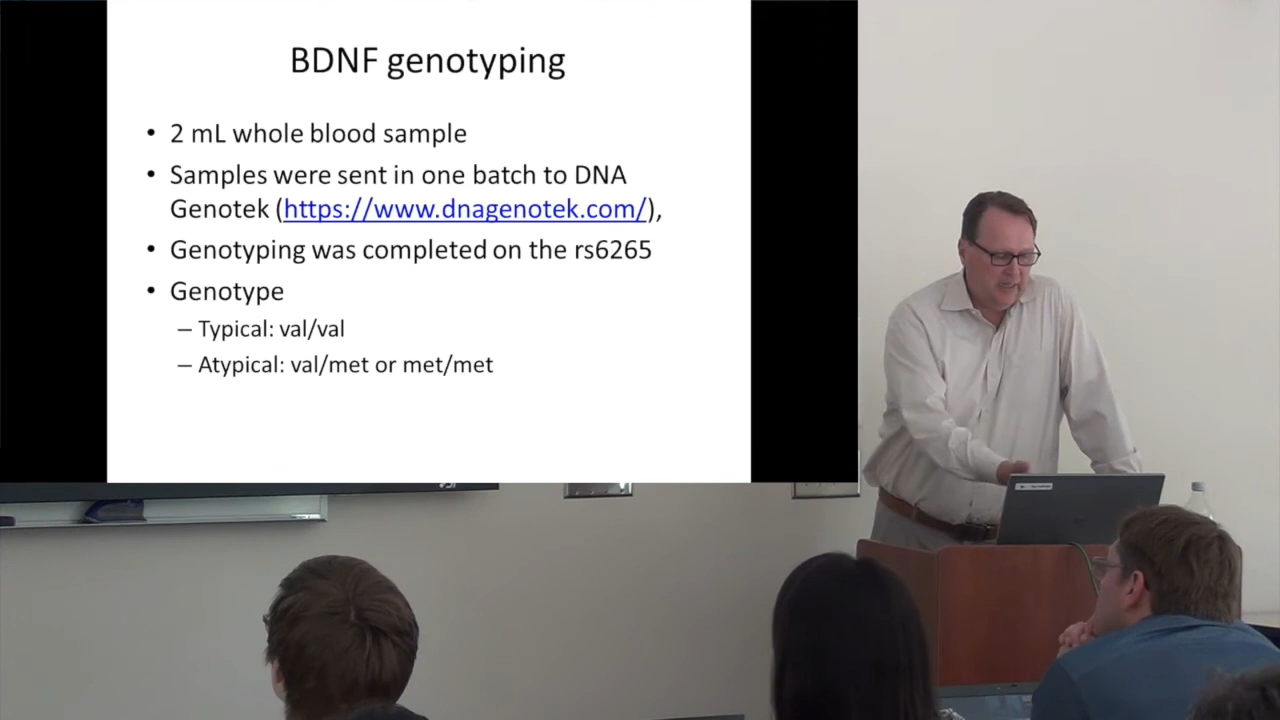 BDNF genotyping
• 2 mL whole blood sample
• Samples were sent in one batch to DNA
Genotek (https://www.dnagenotek.com/),
• Genotyping was completed on the rs6265
• Genotype
– Typical: val/val
– Atypical: val/met or met/met